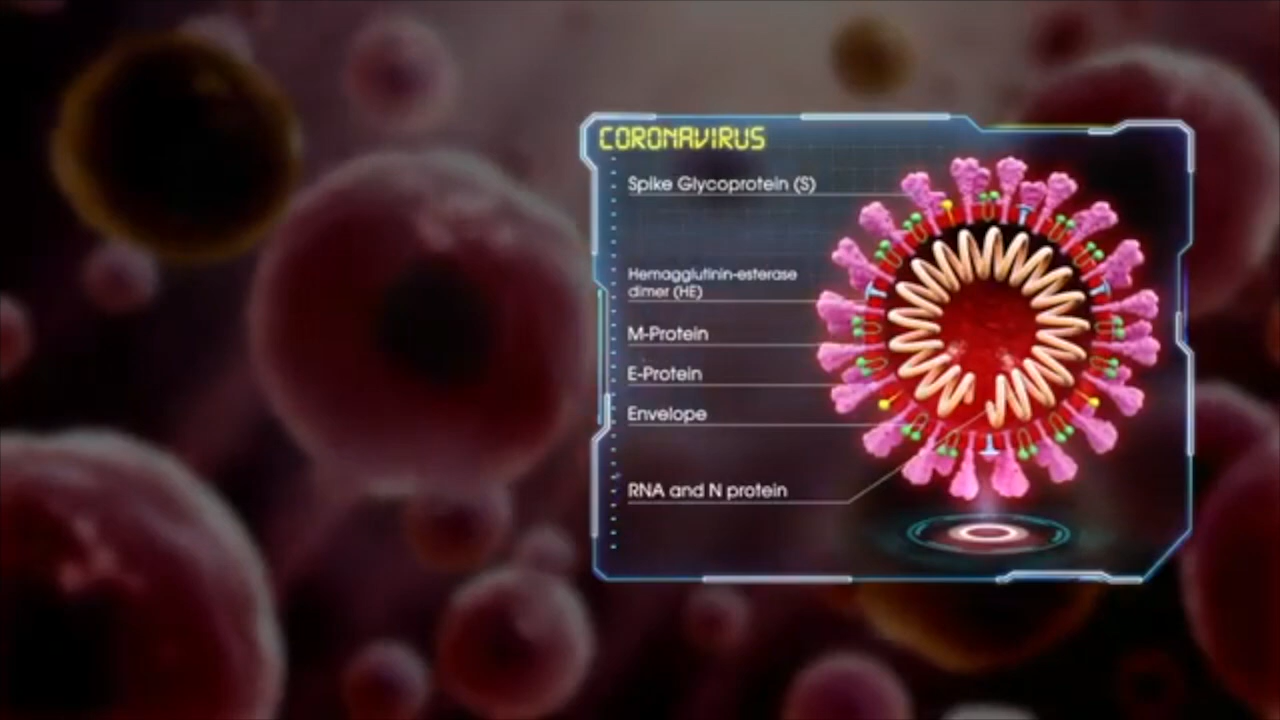 CORONAVIRUS
Spike Glycoprotein (S)
Hemagglutinin-esterase
dimer (HE)
M-Protein
E-Protein
Envelope
RNA and N protein